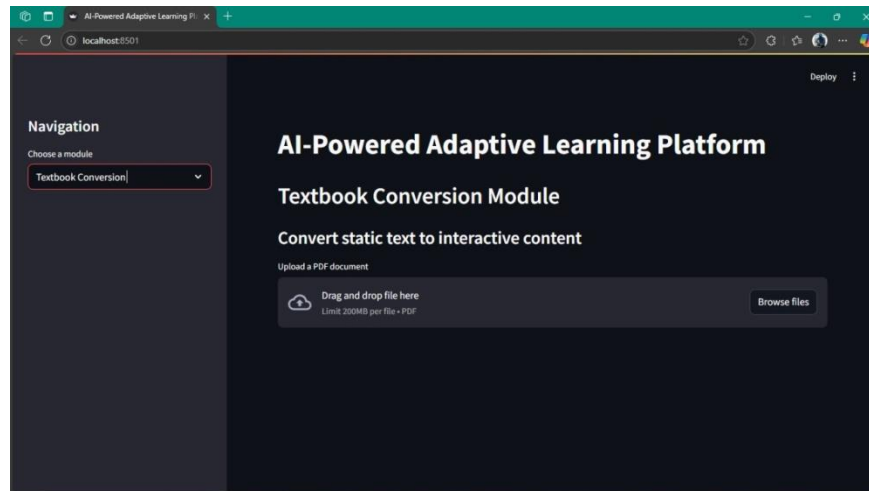 AI-Powered Adaptive Learning Pl
localhost:8501
Deploy
Navigation
Choose a module
Textbook Conversion
AI-Powered Adaptive Learning Platform
Textbook Conversion Module
Convert static text to interactive content
Upload a PDF document
Drag and drop file here
Limit 200MB per file • PDF
Browse files